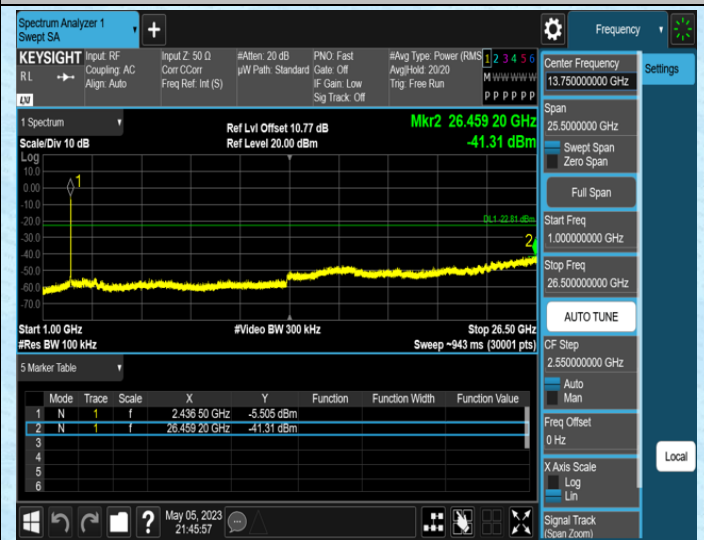 Spectrum Analyzer 1
Swept SA
Frequency
KEYSIGHT
RL
LXI
Input: RF
Coupling: AC
Align: Auto
Input Z: 50 Ω
Corr CCorr
Freq Ref: Int (S)
#Atten: 20 dB
µW Path: Standard
PNO: Fast
Gate: Off
IF Gain: Low
Sig Track: Off
#Avg Type: Power (RMS
Avg|Hold: 20/20
Trig: Free Run
1 2 3 4 5 6
M W W W W W
P P P P P P
1 Spectrum
Scale/Div 10 dB
Ref Lvl Offset 10.77 dB
Ref Level 20.00 dBm
Mkr2 26.459 20 GHz
-41.31 dBm
Log
10.0
0.00
-10.0
-20.0
-30.0
-40.0
-50.0
-60.0
-70.0
1
DL1 -22.81 dBm
2
Start 1.00 GHz
#Res BW 100 kHz
#Video BW 300 kHz
Stop 26.50 GHz
Sweep ~943 ms (30001 pts)
5 Marker Table
Mode Trace Scale X Y Function Function Width Function Value
1 N 1 f 2.436 50 GHz -5.505 dBm
2 N 1 f 26.459 20 GHz -41.31 dBm
3
4
5
6
?
May 05, 2023
21:45:57
Center Frequency
13.750000000 GHz
Settings
Span
25.5000000 GHz
Swept Span
Zero Span
Full Span
Start Freq
1.000000000 GHz
Stop Freq
26.500000000 GHz
AUTO TUNE
CF Step
2.550000000 GHz
Auto
Man
Freq Offset
0 Hz
X Axis Scale
Log
Lin
Signal Track
(Span Zoom)
Local